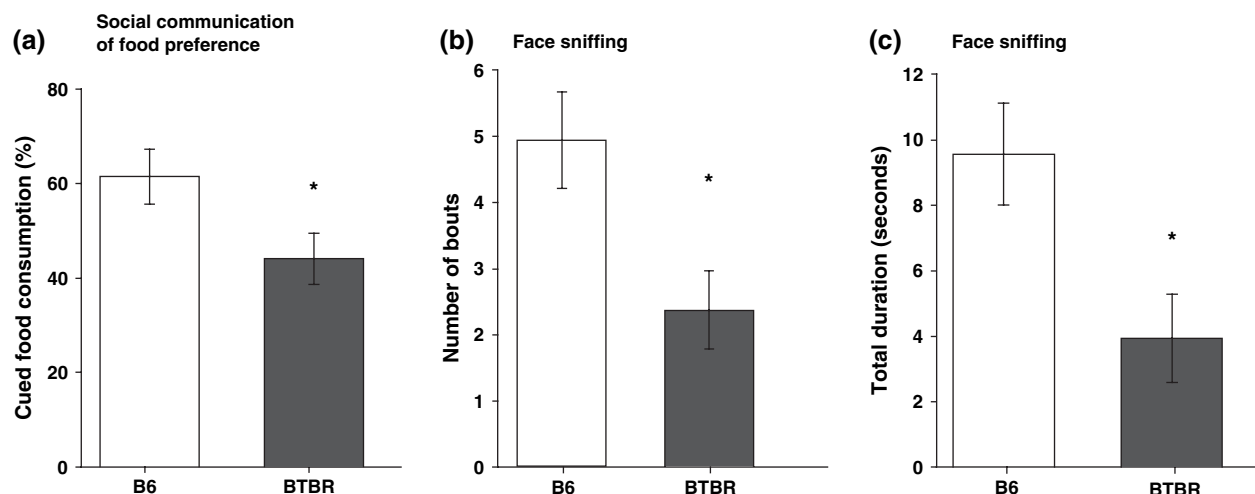 (a)
Social communication
of food preference
Cued food consumption (%)
80
60
40
20
0
*
B6
BTBR
(b)
Face sniffing
Number of bouts
6
5
4
3
2
1
0
*
B6
BTBR
(c)
Face sniffing
Total duration (seconds)
12
10
8
6
4
2
0
*
B6
BTBR